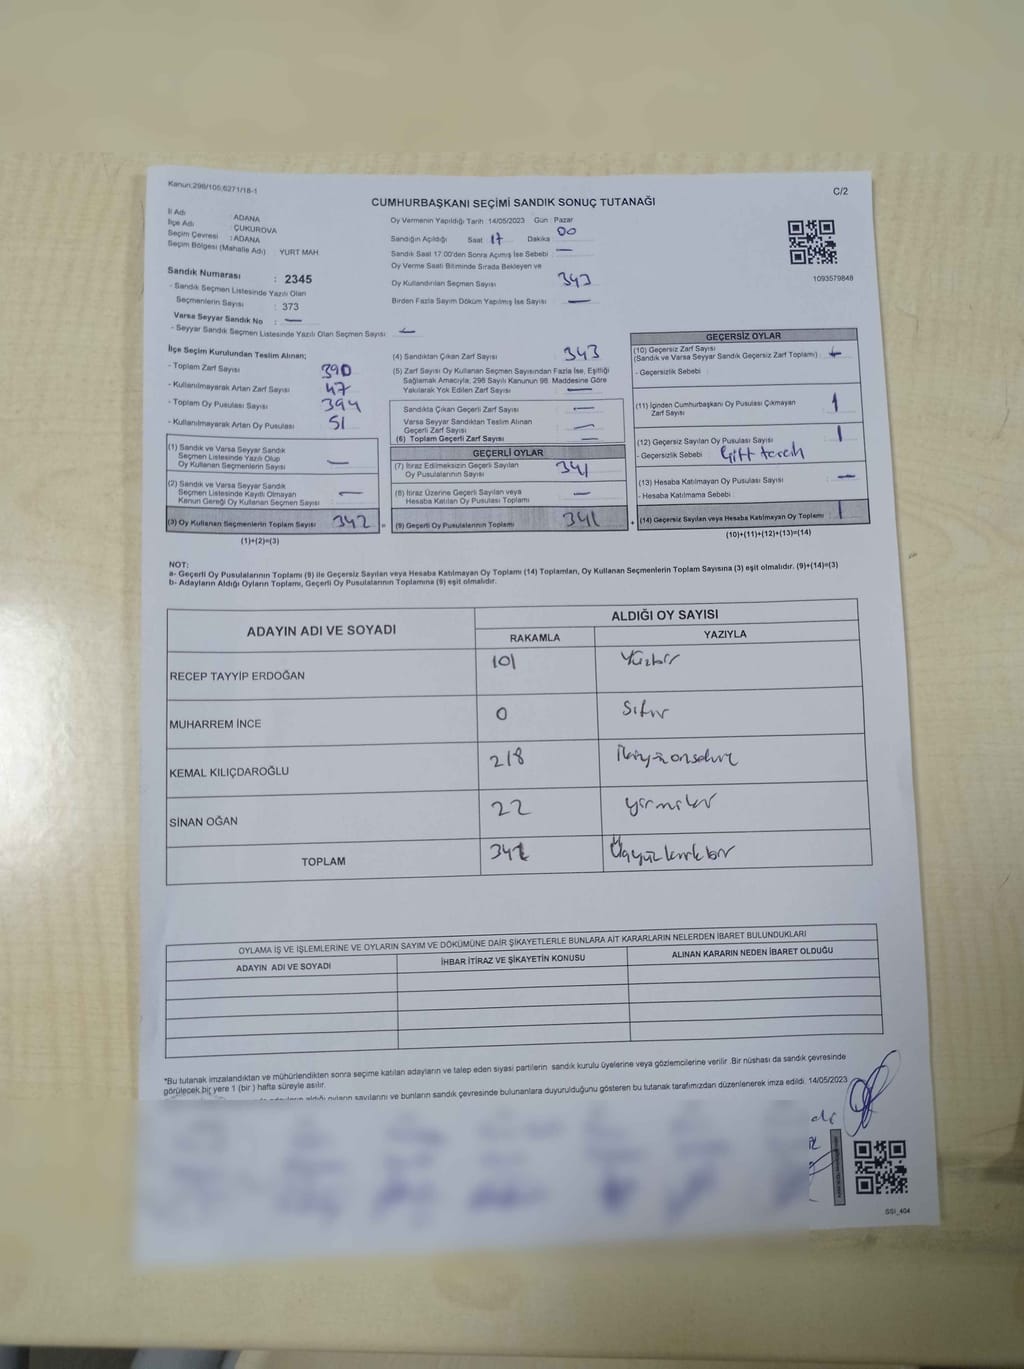 Kanun:298/105,6271/18-1
C/2
CUMHURBAŞKANI SEÇİMİ SANDIK SONUÇ TUTANAĞI
İl Adı : ADANA
İlçe Adı : ÇUKUROVA
Seçim Çevresi : ADANA
Seçim Bölgesi (Mahalle Adı) : YURT MAH
Sandık Numarası : 2345
- Sandık Seçmen Listesinde Yazılı Olan
Seçmenlerin Sayısı : 373
Varsa Seyyar Sandık No : —
- Seyyar Sandık Seçmen Listesinde Yazılı Olan Seçmen Sayısı : —
Oy Vermenin Yapıldığı Tarih :14/05/2023 Gün : Pazar
Sandığın Açıldığı Saat : 17 Dakika : 00
Sandık Saat 17:00'den Sonra Açımış İse Sebebi : —
Oy Verme Saati Bitiminde Sırada Bekleyen ve
Oy Kullandırılan Seçmen Sayısı : 343
Birden Fazla Sayım Döküm Yapılmış İse Sayısı : —
1093579848
İlçe Seçim Kurulundan Teslim Alınan;
- Toplam Zarf Sayısı : 390
- Kullanılmayarak Artan Zarf Sayısı : 47
- Toplam Oy Pusulası Sayısı : 394
- Kullanılmayarak Artan Oy Pusulası : 51
(1) Sandık ve Varsa Seyyar Sandık
Seçmen Listesinde Yazılı Olup
Oy Kullanan Seçmenlerin Sayısı : —
(2) Sandık ve Varsa Seyyar Sandık
Seçmen Listesinde Kayıtlı Olmayan
Kanun Gereği Oy Kullanan Seçmen Sayısı : —
(3) Oy Kullanan Seçmenlerin Toplam Sayısı : 342 =
(1)+(2)=(3)
(4) Sandıktan Çıkan Zarf Sayısı : 343
(5) Zarf Sayısı Oy Kullanan Seçmen Sayısından Fazla İse, Eşitliği
Sağlamak Amacıyla; 298 Sayılı Kanunun 98. Maddesine Göre
Yakılarak Yok Edilen Zarf Sayısı : —
Sandıkta Çıkan Geçerli Zarf Sayısı : —
Varsa Seyyar Sandıktan Teslim Alınan
Geçerli Zarf Sayısı : —
(6) Toplam Geçerli Zarf Sayısı : —
GEÇERLİ OYLAR
(7) İtiraz Edilmeksizin Geçerli Sayılan
Oy Pusulalarının Sayısı : 341
(8) İtiraz Üzerine Geçerli Sayılan veya
Hesaba Katılan Oy Pusulası Toplamı : —
(9) Geçerli Oy Pusulalarının Toplamı : 341 +
GEÇERSİZ OYLAR
(10) Geçersiz Zarf Sayısı
(Sandık ve Varsa Seyyar Sandık Geçersiz Zarf Toplamı) : —
- Geçersizlik Sebebi :
(11) İçinden Cumhurbaşkanı Oy Pusulası Çıkmayan
Zarf Sayısı : 1
(12) Geçersiz Sayılan Oy Pusulası Sayısı : 1
- Geçersizlik Sebebi : Çift tercih
(13) Hesaba Katılmayan Oy Pusulası Sayısı : —
- Hesaba Katılmama Sebebi :
(14) Geçersiz Sayılan veya Hesaba Katılmayan Oy Toplamı : 1
(10)+(11)+(12)+(13)=(14)
NOT:
a- Geçerli Oy Pusulalarının Toplamı (9) ile Geçersiz Sayılan veya Hesaba Katılmayan Oy Toplamı (14) Toplamları, Oy Kullanan Seçmenlerin Toplam Sayısına (3) eşit olmalıdır. (9)+(14)=(3)
b- Adayların Aldığı Oyların Toplamı, Geçerli Oy Pusulalarının Toplamına (9) eşit olmalıdır.
ADAYIN ADI VE SOYADI
ALDIĞI OY SAYISI
RAKAMLA YAZIYLA
RECEP TAYYİP ERDOĞAN 101 Yüzbir
MUHARREM İNCE 0 Sıfır
KEMAL KILIÇDAROĞLU 218 İkiyüzonsekiz
SİNAN OĞAN 22 yirmiiki
TOPLAM 341 Üçyüzkırkbir
OYLAMA İŞ VE İŞLEMLERİNE VE OYLARIN SAYIM VE DÖKÜMÜNE DAİR ŞİKAYETLERLE BUNLARA AİT KARARLARIN NELERDEN İBARET BULUNDUKLARI
ADAYIN ADI VE SOYADI İHBAR İTİRAZ VE ŞİKAYETİN KONUSU ALINAN KARARIN NEDEN İBARET OLDUĞU
*Bu tutanak imzalandıktan ve mühürlendikten sonra seçime katılan adayların ve talep eden siyasi partilerin sandık kurulu üyelerine veya gözlemcilerine verilir .Bir nüshası da sandık çevresinde
görülecek bir yere 1 (bir ) hafta süreyle asılır.
adayların aldığı oyların sayılarını ve bunların sandık çevresinde bulunanlara duyurulduğunu gösteren bu tutanak tarafımızdan düzenlenerek imza edildi. 14/05/2023
SSI_404